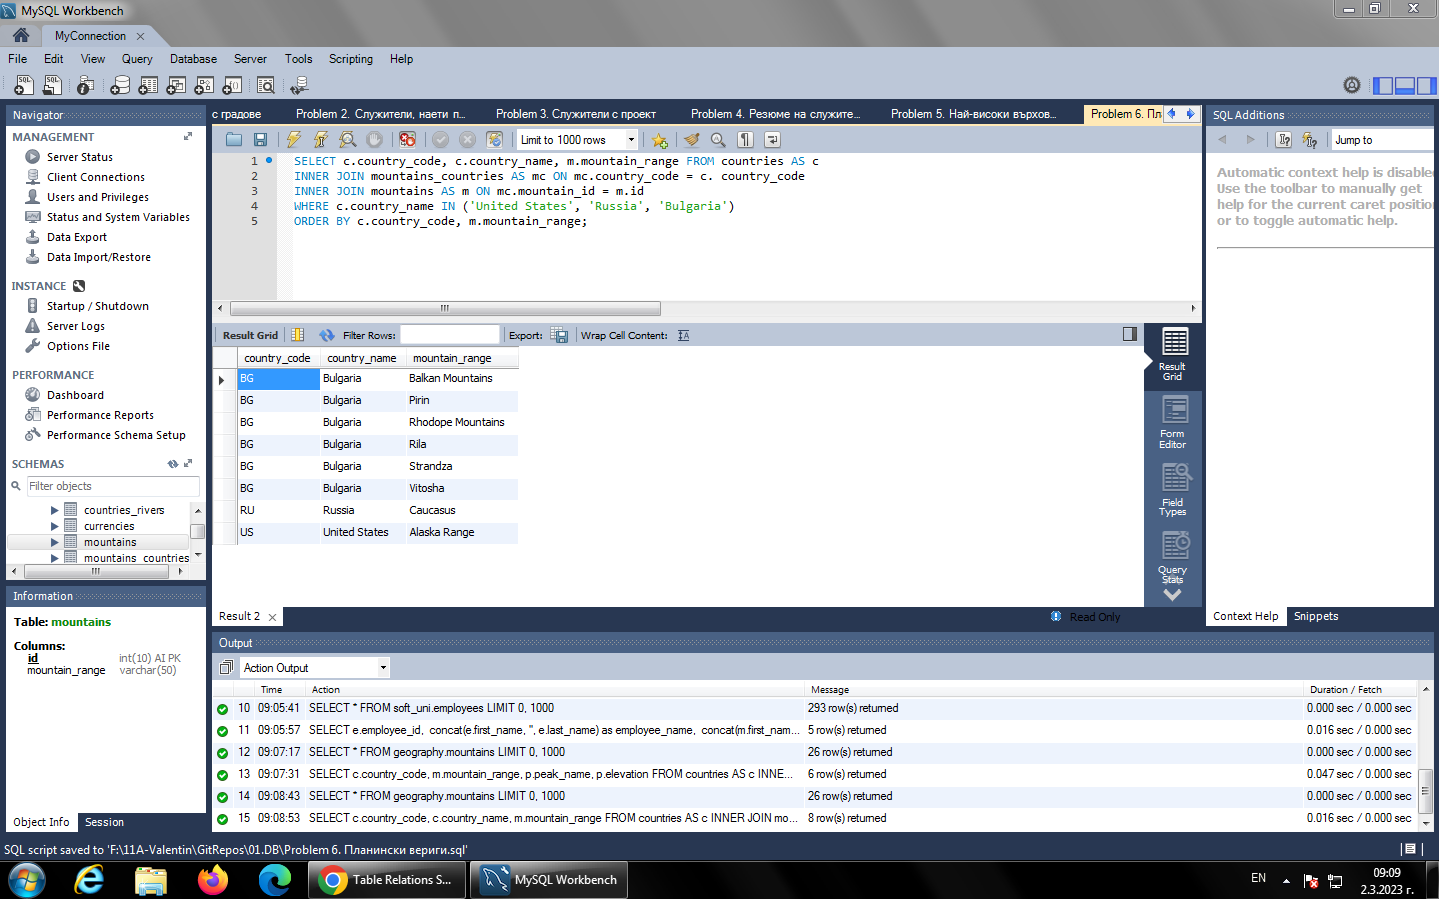 MySQL Workbench
MyConnection
File Edit View Query Database Server Tools Scripting Help
Navigator
MANAGEMENT
Server Status
Client Connections
Users and Privileges
Status and System Variables
Data Export
Data Import/Restore
INSTANCE
Startup / Shutdown
Server Logs
Options File
PERFORMANCE
Dashboard
Performance Reports
Performance Schema Setup
SCHEMAS
Filter objects
countries_rivers
currencies
mountains
mountains_countries
Information
Table: mountains
Columns:
id int(10) AI PK
mountain_range varchar(50)
Object Info Session
с градове Problem 2. Служители, наети п... Problem 3. Служители с проект Problem 4. Резюме на служите... Problem 5. Най-високи върхов... Problem 6. Пл
Limit to 1000 rows
1 SELECT c.country_code, c.country_name, m.mountain_range FROM countries AS c
2 INNER JOIN mountains_countries AS mc ON mc.country_code = c. country_code
3 INNER JOIN mountains AS m ON mc.mountain_id = m.id
4 WHERE c.country_name IN ('United States', 'Russia', 'Bulgaria')
5 ORDER BY c.country_code, m.mountain_range;
Result Grid Filter Rows: Export: Wrap Cell Content:
country_code country_name mountain_range
BG Bulgaria Balkan Mountains
BG Bulgaria Pirin
BG Bulgaria Rhodope Mountains
BG Bulgaria Rila
BG Bulgaria Strandza
BG Bulgaria Vitosha
RU Russia Caucasus
US United States Alaska Range
Result
Grid
Form
Editor
Field
Types
Query
Stats
Result 2
Read Only
SQL Additions
Jump to
Automatic context help is disabled
Use the toolbar to manually get
help for the current caret position
or to toggle automatic help.
Context Help Snippets
Output
Action Output
Time Action Message Duration / Fetch
10 09:05:41 SELECT * FROM soft_uni.employees LIMIT 0, 1000 293 row(s) returned 0.000 sec / 0.000 sec
11 09:05:57 SELECT e.employee_id, concat(e.first_name, '', e.last_name) as employee_name, concat(m.first_nam... 5 row(s) returned 0.016 sec / 0.000 sec
12 09:07:17 SELECT * FROM geography.mountains LIMIT 0, 1000 26 row(s) returned 0.000 sec / 0.000 sec
13 09:07:31 SELECT c.country_code, m.mountain_range, p.peak_name, p.elevation FROM countries AS c INNE... 6 row(s) returned 0.047 sec / 0.000 sec
14 09:08:43 SELECT * FROM geography.mountains LIMIT 0, 1000 26 row(s) returned 0.000 sec / 0.000 sec
15 09:08:53 SELECT c.country_code, c.country_name, m.mountain_range FROM countries AS c INNER JOIN mo... 8 row(s) returned 0.016 sec / 0.000 sec
SQL script saved to 'F:\11A-Valentin\GitRepos\01.DB\Problem 6. Планински вериги.sql'
Table Relations S... MySQL Workbench EN 09:09
2.3.2023 г.